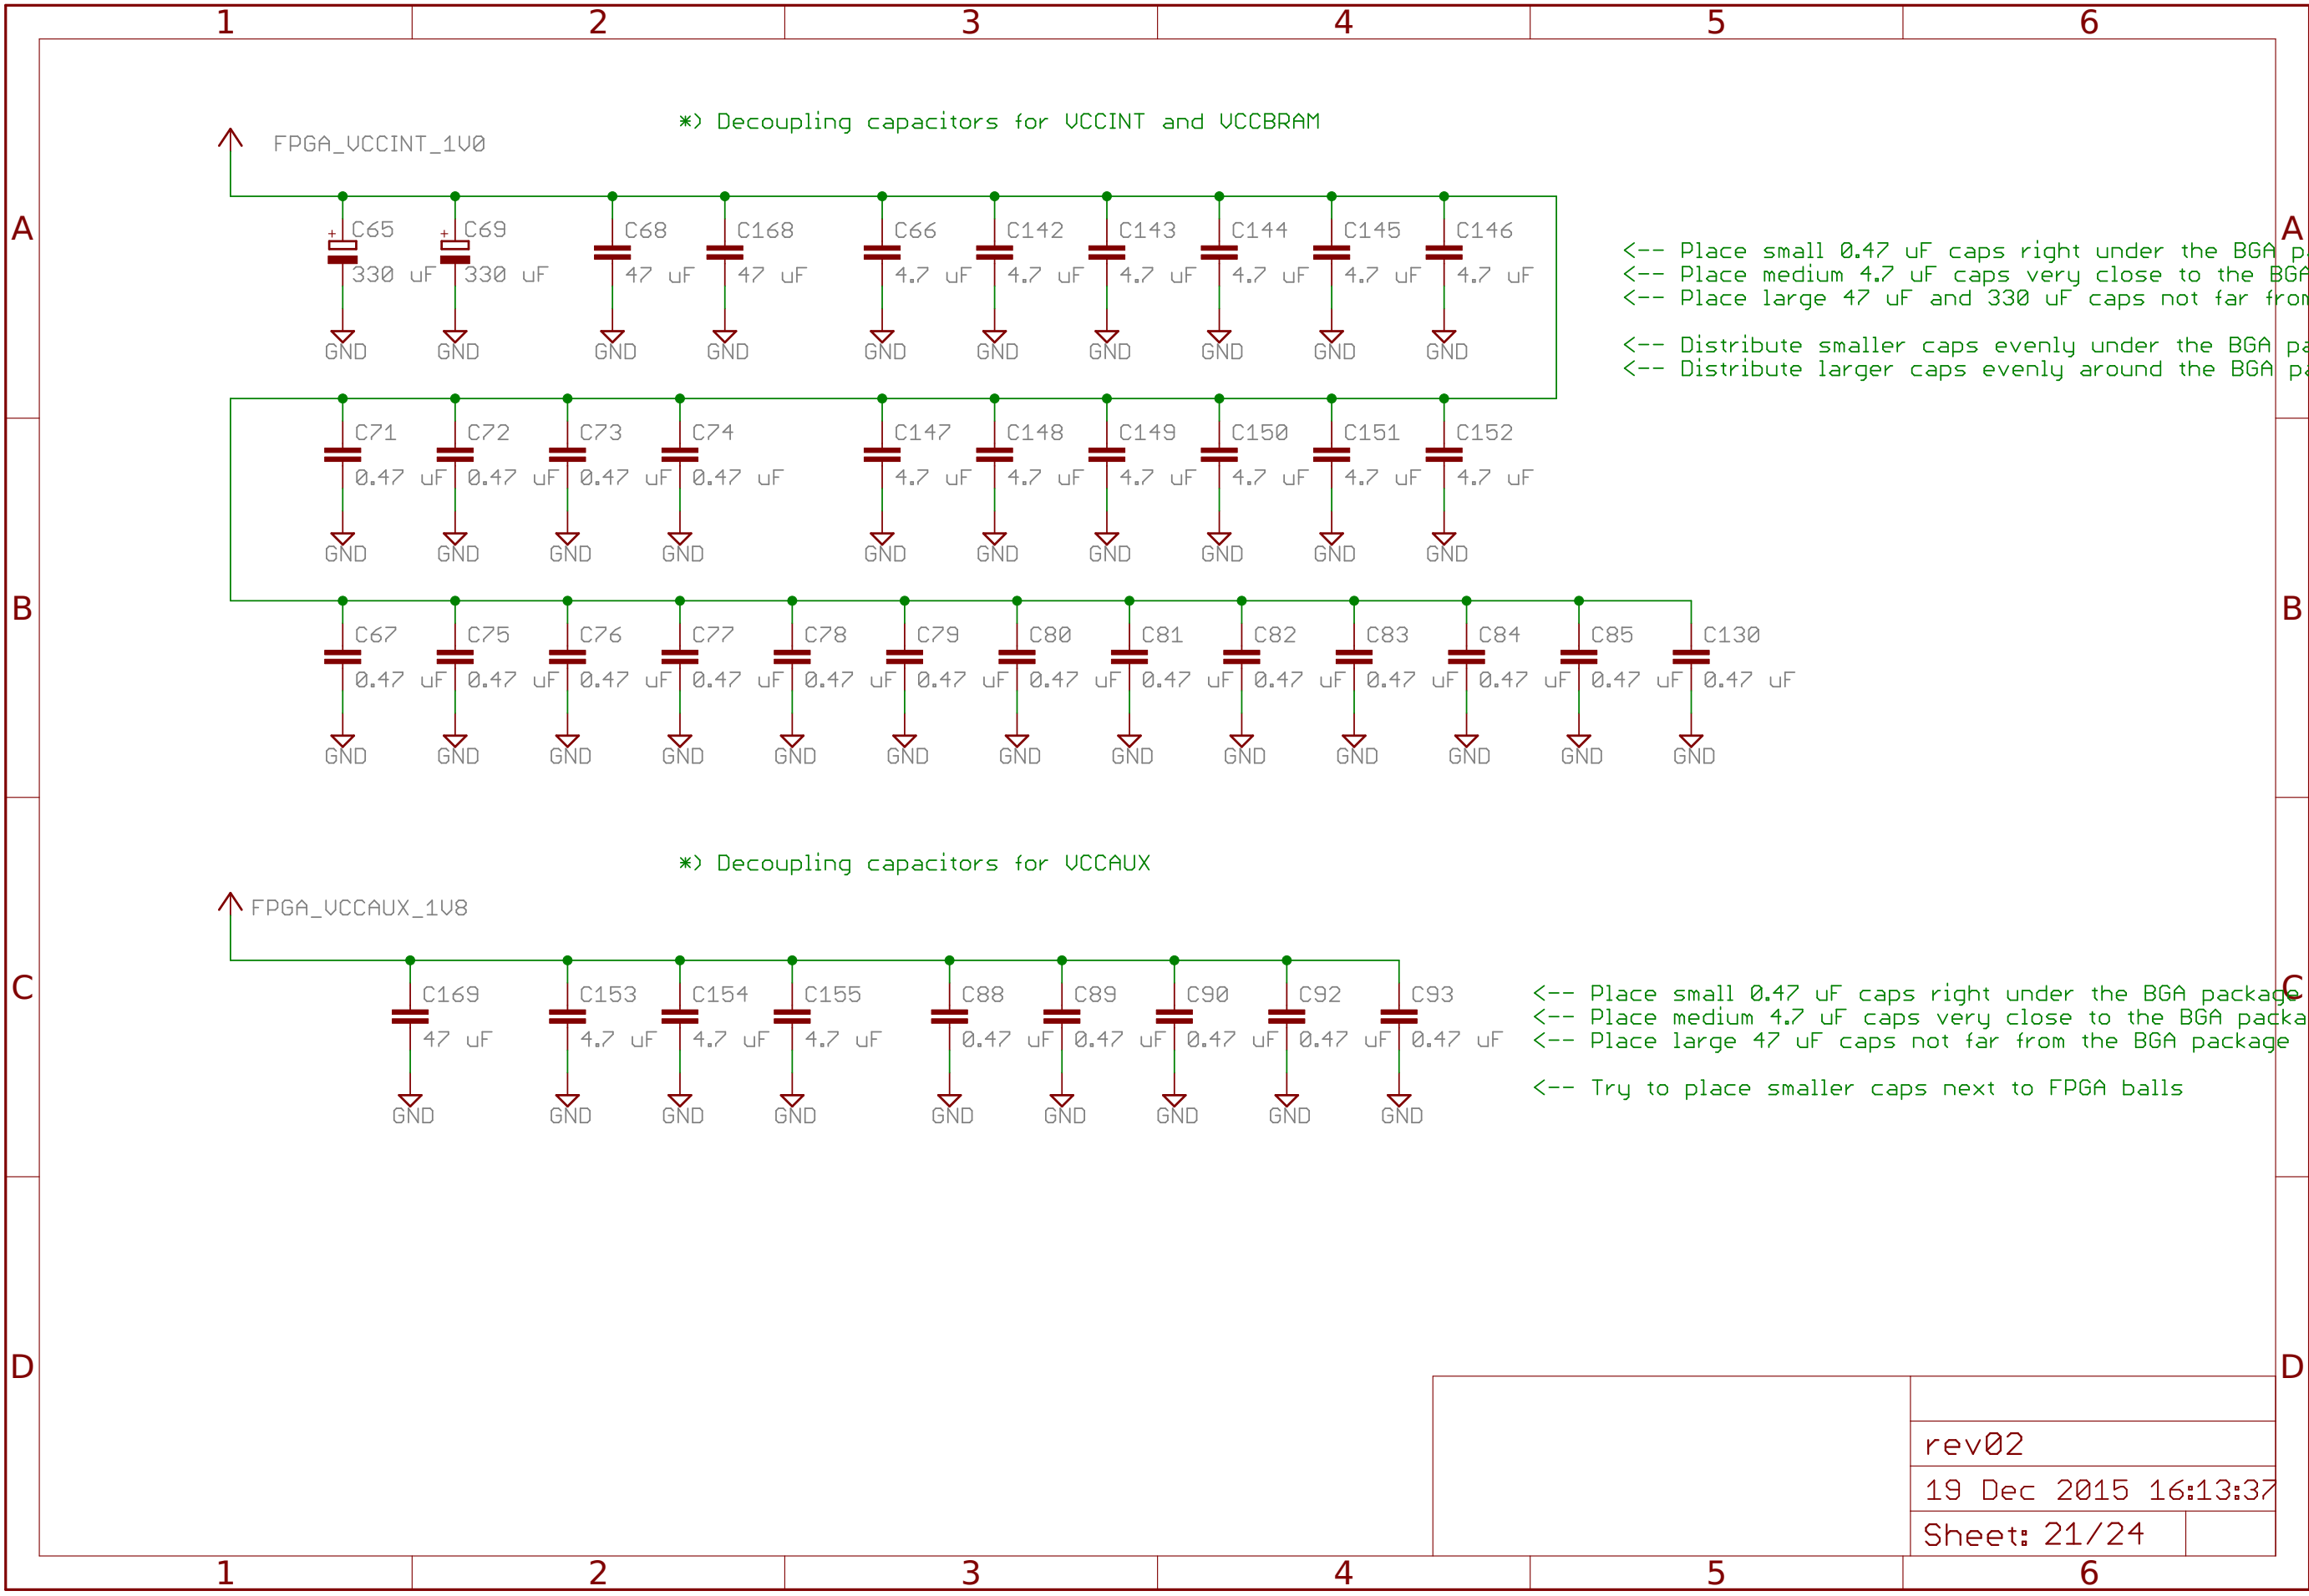 1 2 3 4 5 6
*) Decoupling capacitors for VCCINT and VCCBRAM
FPGA_VCCINT_1V0
A A
+ C65 + C69 C68 C168 C66 C142 C143 C144 C145 C146
330 uF 330 uF 47 uF 47 uF 4.7 uF 4.7 uF 4.7 uF 4.7 uF 4.7 uF 4.7 uF
GND GND GND GND GND GND GND GND GND GND
<-- Place small 0.47 uF caps right under the BGA
<-- Place medium 4.7 uF caps very close to the BGA
<-- Place large 47 uF and 330 uF caps not far from
<-- Distribute smaller caps evenly under the BGA
<-- Distribute larger caps evenly around the BGA
C71 C72 C73 C74 C147 C148 C149 C150 C151 C152
0.47 uF 0.47 uF 0.47 uF 0.47 uF 4.7 uF 4.7 uF 4.7 uF 4.7 uF 4.7 uF 4.7 uF
GND GND GND GND GND GND GND GND GND GND
B B
C67 C75 C76 C77 C78 C79 C80 C81 C82 C83 C84 C85 C130
0.47 uF 0.47 uF 0.47 uF 0.47 uF 0.47 uF 0.47 uF 0.47 uF 0.47 uF 0.47 uF 0.47 uF 0.47 uF 0.47 uF 0.47 uF
GND GND GND GND GND GND GND GND GND GND GND GND GND
*) Decoupling capacitors for VCCAUX
FPGA_VCCAUX_1V8
C C
C169 C153 C154 C155 C88 C89 C90 C92 C93
47 uF 4.7 uF 4.7 uF 4.7 uF 0.47 uF 0.47 uF 0.47 uF 0.47 uF 0.47 uF
GND GND GND GND GND GND GND GND GND
<-- Place small 0.47 uF caps right under the BGA package
<-- Place medium 4.7 uF caps very close to the BGA packa
<-- Place large 47 uF caps not far from the BGA package
<-- Try to place smaller caps next to FPGA balls
D D
rev02
19 Dec 2015 16:13:37
Sheet: 21/24
1 2 3 4 5 6